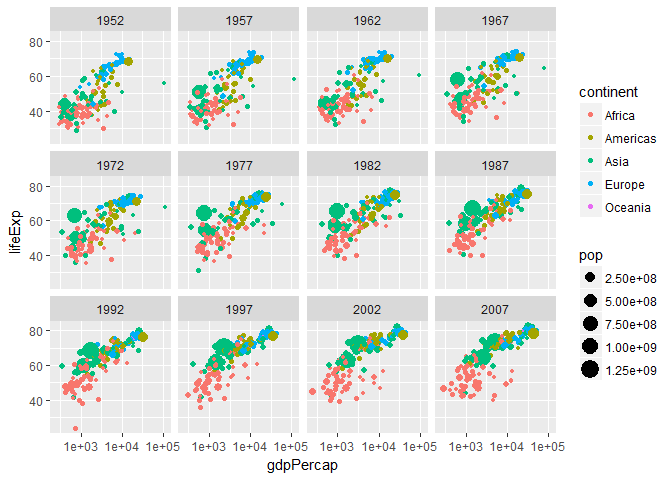 1952 1957 1962 1967
80
60
40
1972 1977 1982 1987
80
60
40
1992 1997 2002 2007
80
60
40
1e+03 1e+04 1e+05 1e+03 1e+04 1e+05 1e+03 1e+04 1e+05 1e+03 1e+04 1e+05
gdpPercap
lifeExp
continent
Africa
Americas
Asia
Europe
Oceania
pop
2.50e+08
5.00e+08
7.50e+08
1.00e+09
1.25e+09